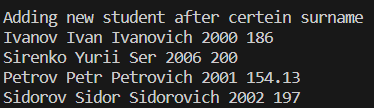 Adding new student after certein surname
Ivanov Ivan Ivanovich 2000 186
Sirenko Yurii Ser 2006 200
Petrov Petr Petrovich 2001 154.13
Sidorov Sidor Sidorovich 2002 197